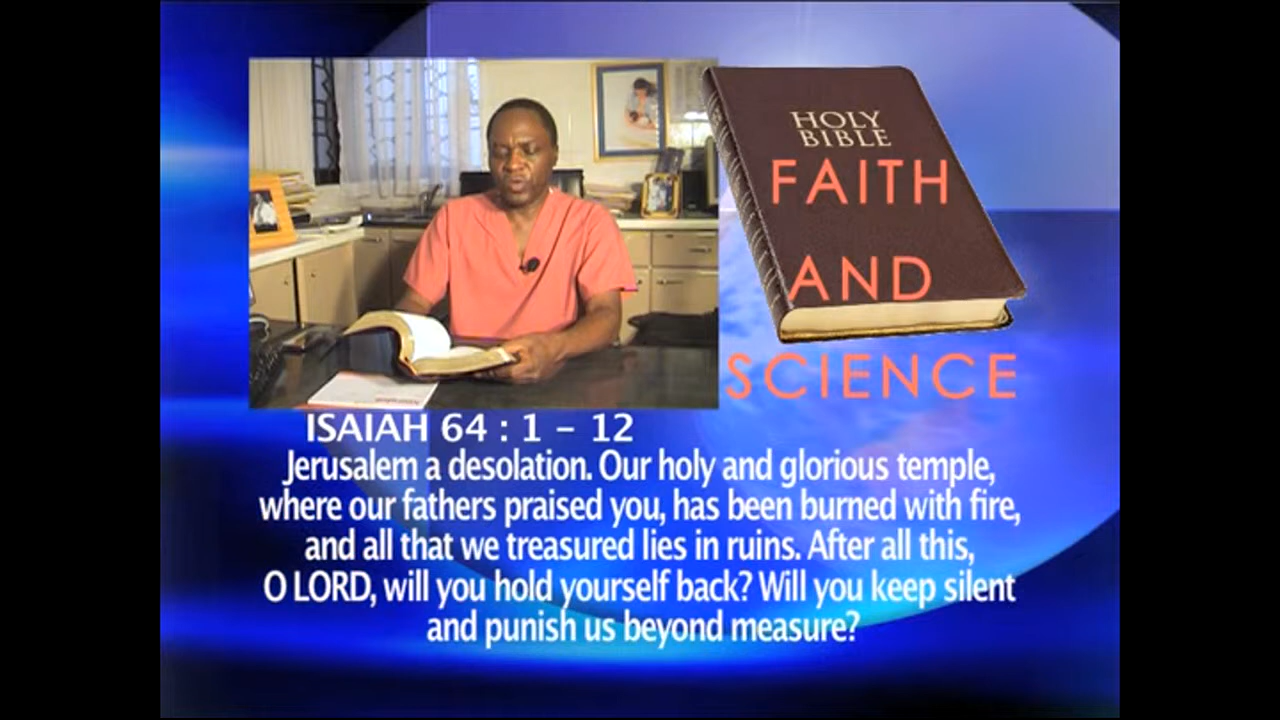 HOLY
BIBLE
FAITH
AND
SCIENCE
ISAIAH 64 : 1 – 12
Jerusalem a desolation. Our holy and glorious temple,
where our fathers praised you, has been burned with fire,
and all that we treasured lies in ruins. After all this,
O LORD, will you hold yourself back? Will you keep silent
and punish us beyond measure?